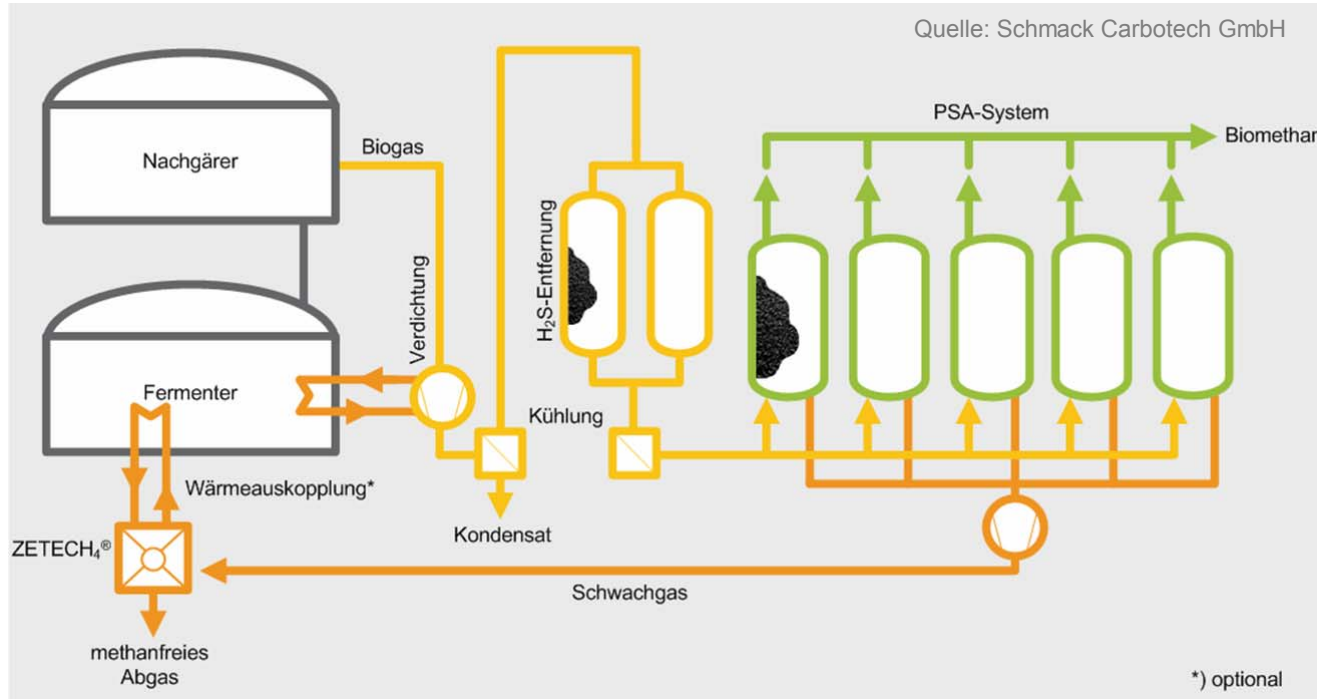 Quelle: Schmack Carbotech GmbH
PSA-System
Biomethan
Nachgärer
Biogas
Verdichtung
H₂S-Entfernung
Fermenter
Kühlung
Wärmeauskopplung*
Kondensat
ZETECH₄®
Schwachgas
methanfreies
Abgas
*) optional